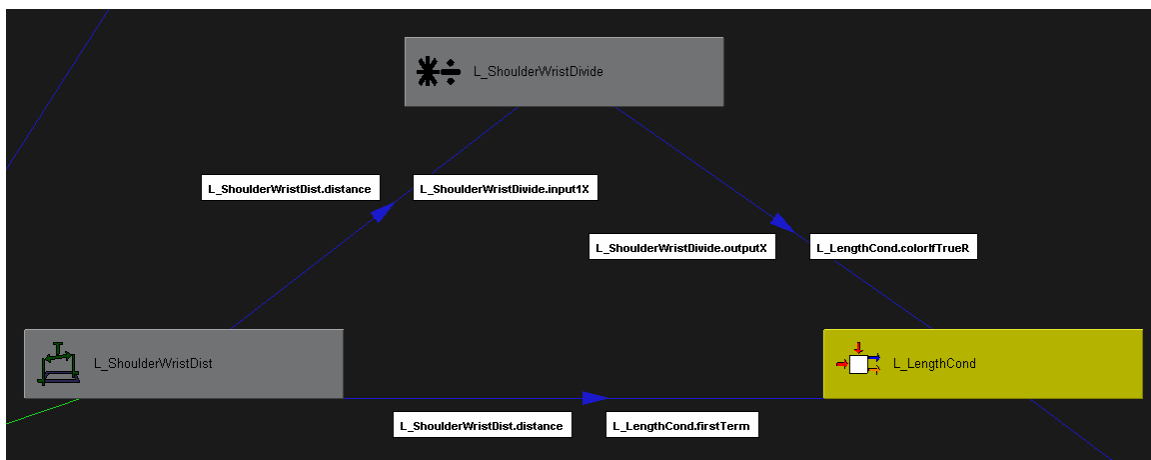 L_ShoulderWristDivide
L_ShoulderWristDist.distance
L_ShoulderWristDivide.input1X
L_ShoulderWristDivide.outputX
L_LengthCond.colorIfTrueR
L_ShoulderWristDist
L_LengthCond
L_ShoulderWristDist.distance
L_LengthCond.firstTerm